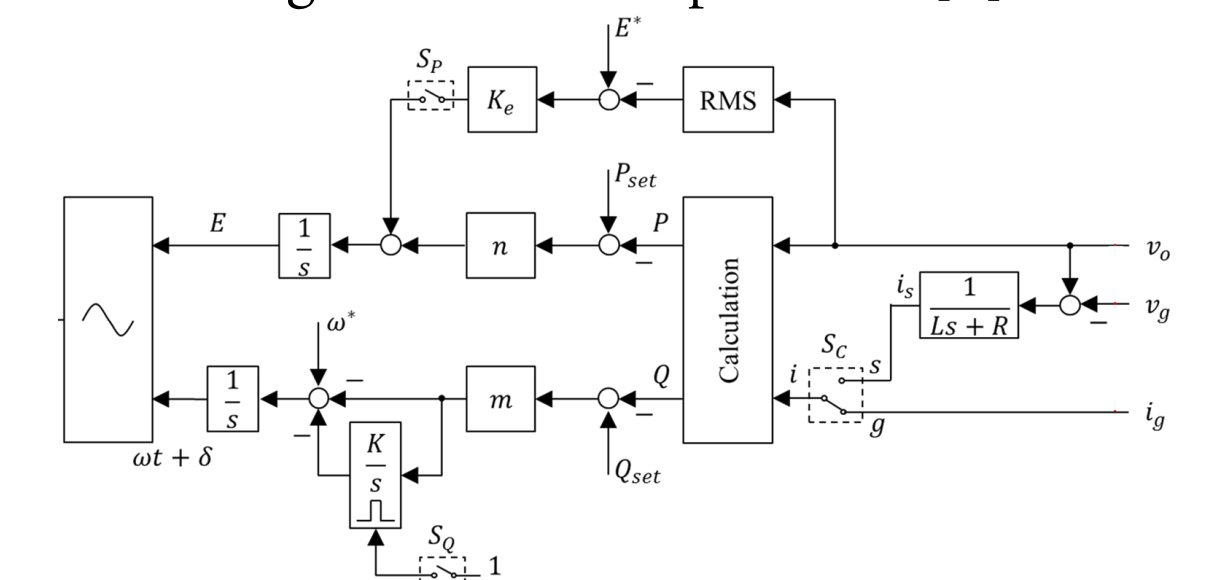 E*
S_P
K_e
−
RMS
P_set
E
1/s
n
P
−
v_o
i_s
1/(Ls + R)
−
v_g
ω*
Calculation
S_C
s
1/s
−
m
Q
−
i
i_g
g
ωt + δ
−
K/s
Q_set
S_Q
1